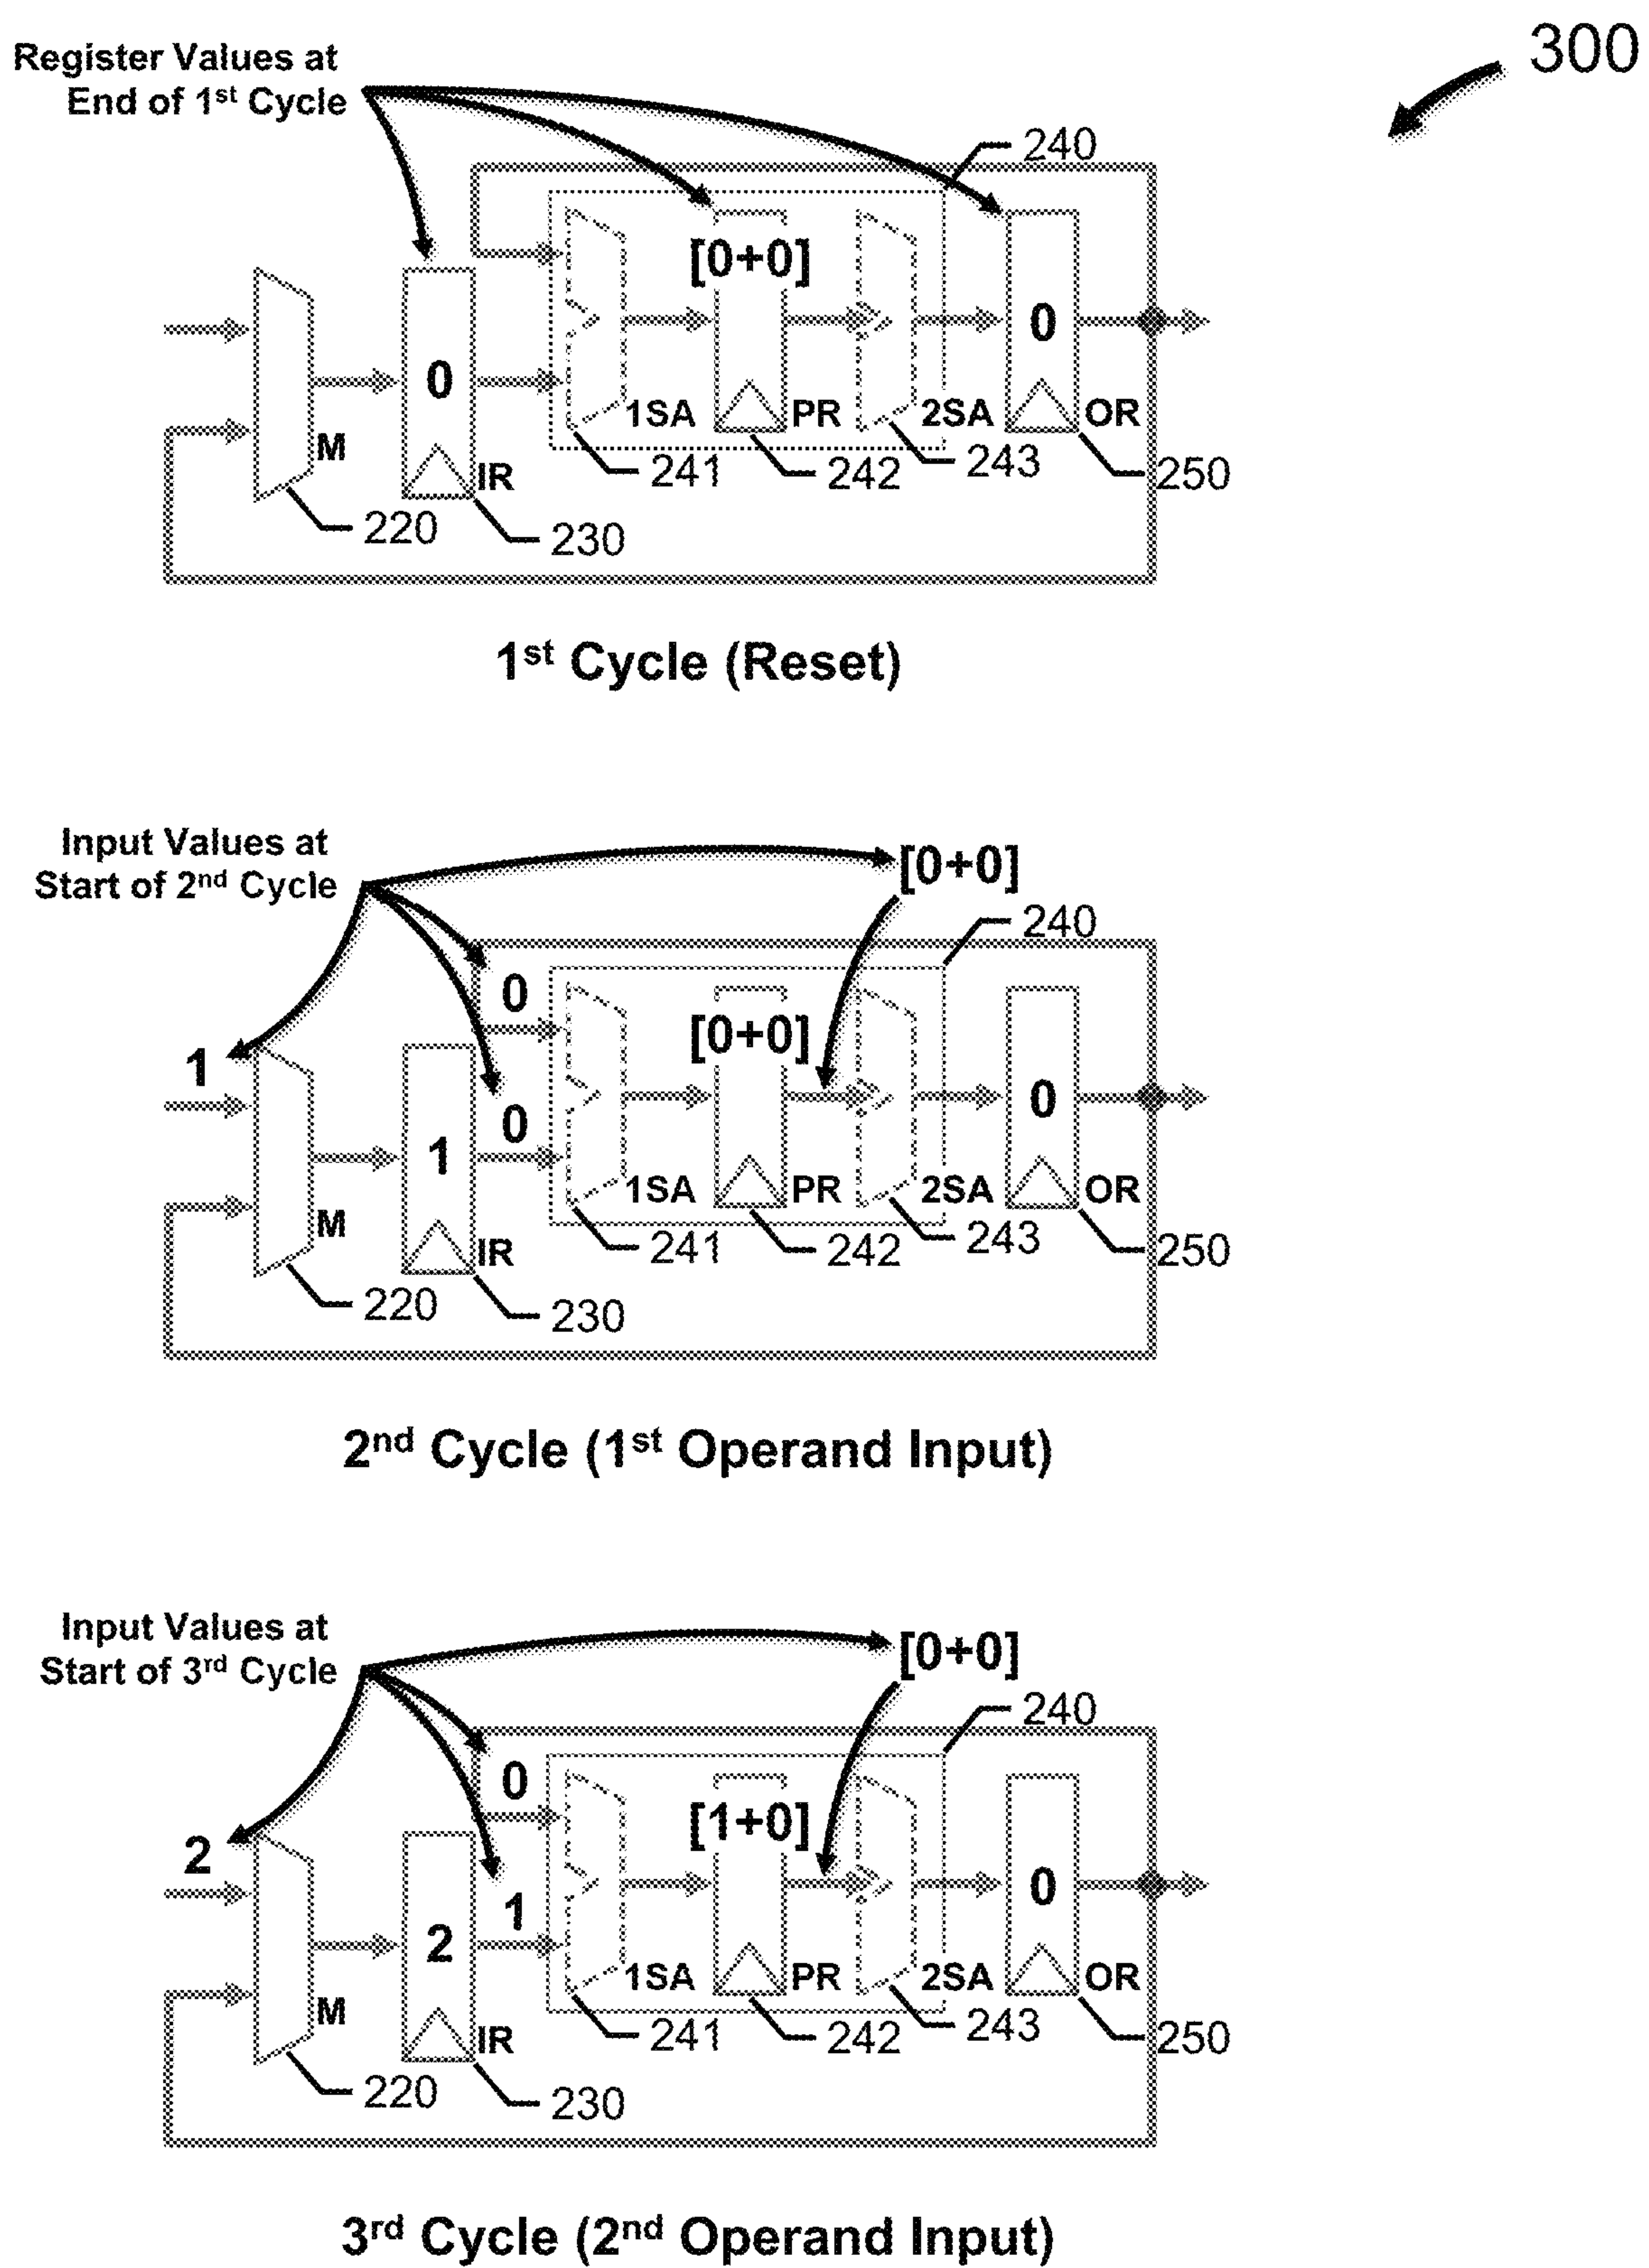 300
Register Values at
End of 1st Cycle
240
[0+0]
0
0
1SA
PR
2SA
OR
M
IR
241
242
243
250
220
230
1st Cycle (Reset)
Input Values at
Start of 2nd Cycle
[0+0]
240
0
[0+0]
1
0
0
1
1SA
PR
2SA
OR
M
IR
241
242
243
250
220
230
2nd Cycle (1st Operand Input)
Input Values at
Start of 3rd Cycle
[0+0]
240
0
[1+0]
2
1
0
2
1SA
PR
2SA
OR
M
IR
241
242
243
250
220
230
3rd Cycle (2nd Operand Input)